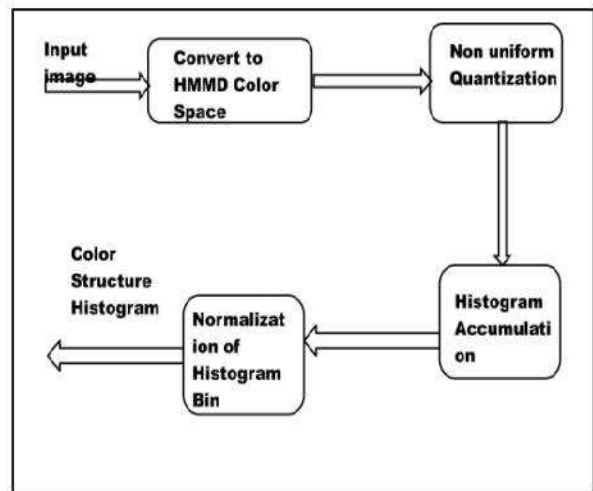 Input
image
Convert to
HMMD Color
Space
Non uniform
Quantization
Histogram
Accumulati
on
Normalizat
ion of
Histogram
Bin
Color
Structure
Histogram